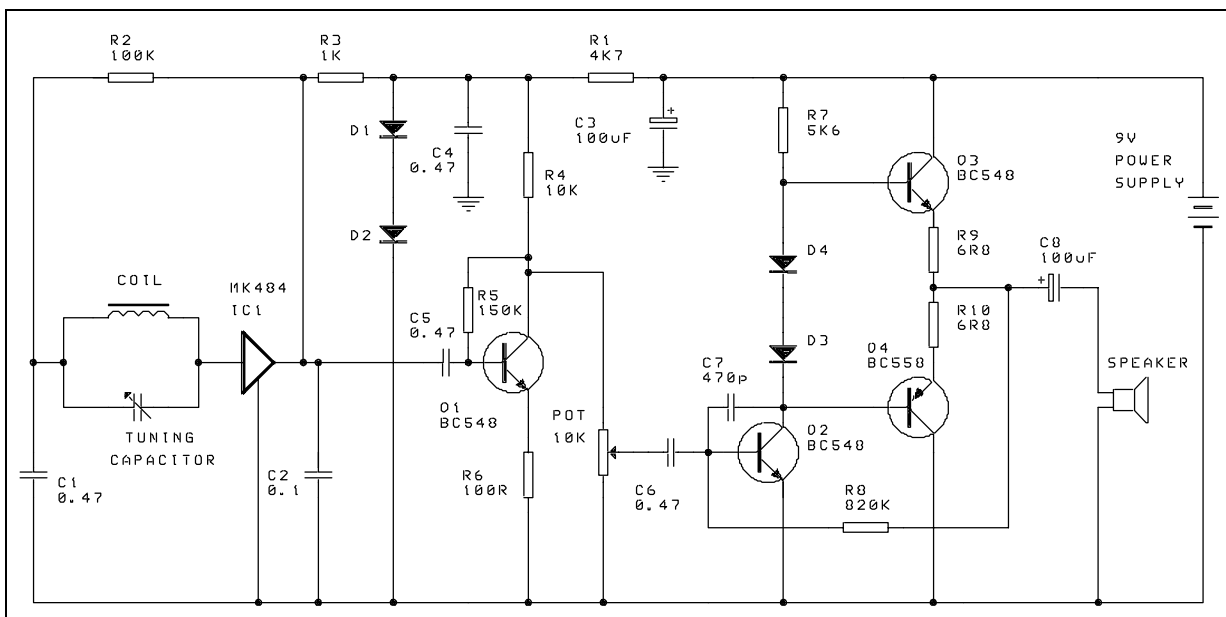 R2
100K
R3
1K
R1
4K7
D1
C4
0.47
C3
100uF
R7
5K6
R4
10K
Q3
BC548
9V
POWER
SUPPLY
D2
R9
6R8
C8
100uF
+
+
D4
COIL
MK484
IC1
R5
150K
C5
0.47
R10
6R8
D3
Q4
BC558
C7
470p
SPEAKER
Q1
BC548
POT
10K
Q2
BC548
TUNING
CAPACITOR
C1
0.47
C2
0.1
R6
100R
C6
0.47
R8
820K